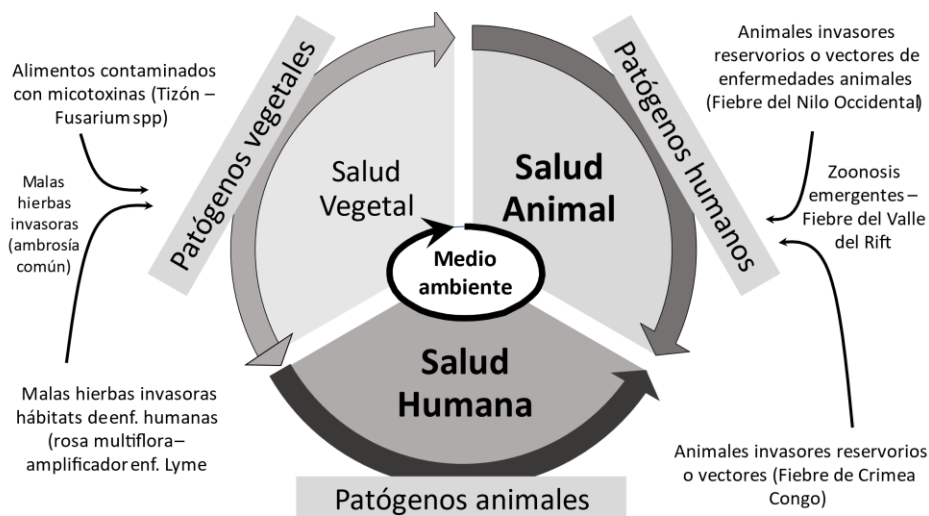 Alimentos contaminados
con micotoxinas (Tizón –
Fusarium spp)
Malas
hierbas
invasoras
(ambrosía
común)
Malas hierbas invasoras
hábitats deenf. humanas
(rosa multiflora–
amplificador enf. Lyme
Patógenos vegetales
Salud
Vegetal
Salud
Animal
Medio
ambiente
Salud
Humana
Patógenos animales
Patógenos humanos
Animales invasores
reservorios o vectores de
enfermedades animales
(Fiebre del Nilo Occidental)
Zoonosis
emergentes –
Fiebre del Valle
del Rift
Animales invasores reservorios
o vectores (Fiebre de Crimea
Congo)